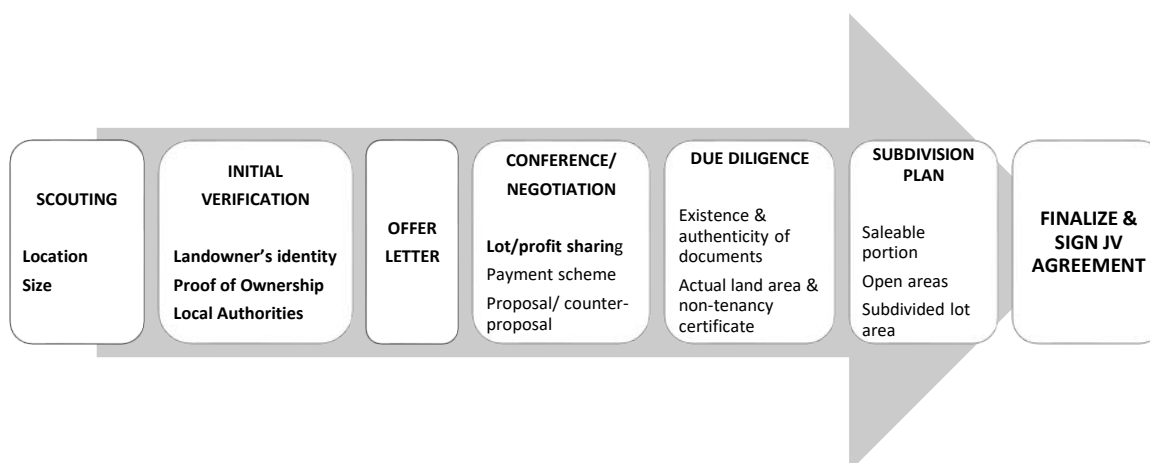 SCOUTING
Location
Size
INITIAL
VERIFICATION
Landowner’s identity
Proof of Ownership
Local Authorities
OFFER
LETTER
CONFERENCE/
NEGOTIATION
Lot/profit sharing
Payment scheme
Proposal/ counter-
proposal
DUE DILIGENCE
Existence &
authenticity of
documents
Actual land area &
non-tenancy
certificate
SUBDIVISION
PLAN
Saleable
portion
Open areas
Subdivided lot
area
FINALIZE &
SIGN JV
AGREEMENT